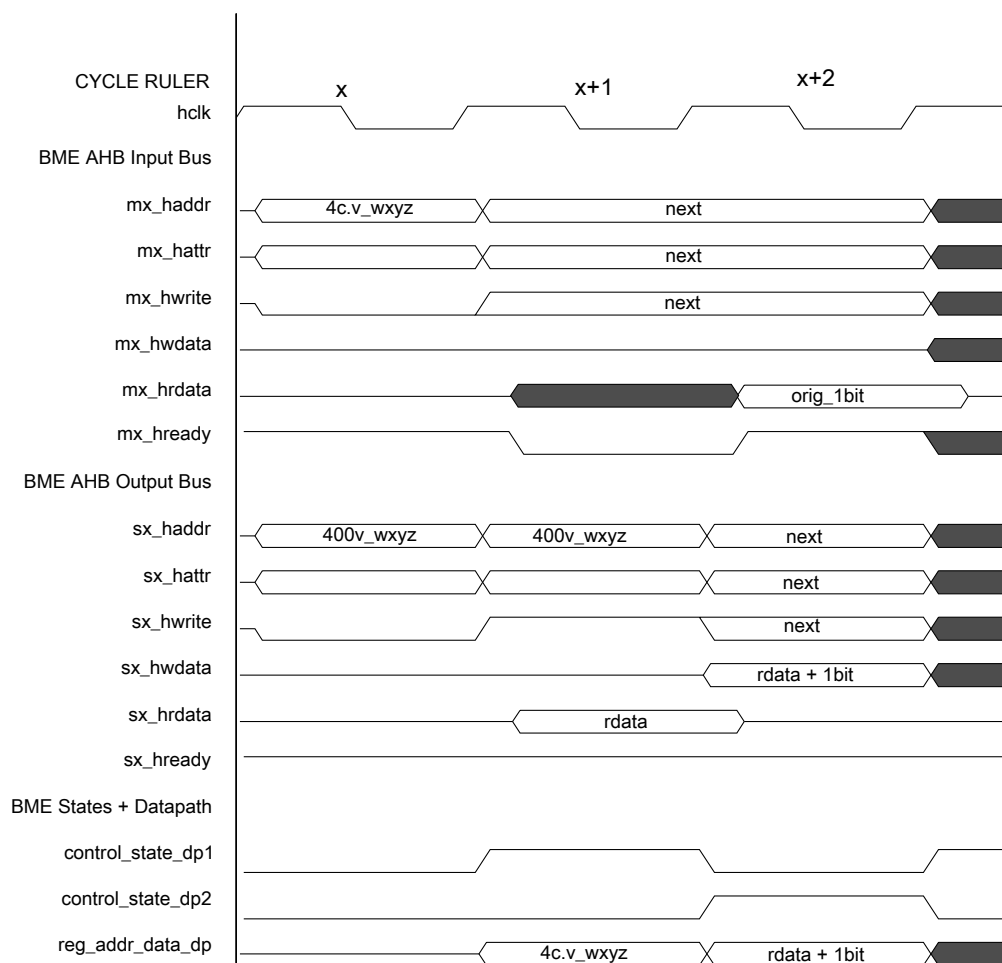 CYCLE RULER x x+1 x+2
hclk
BME AHB Input Bus
mx_haddr 4c.v_wxyz next
mx_hattr next
mx_hwrite next
mx_hwdata
mx_hrdata orig_1bit
mx_hready
BME AHB Output Bus
sx_haddr 400v_wxyz 400v_wxyz next
sx_hattr next
sx_hwrite next
sx_hwdata rdata + 1bit
sx_hrdata rdata
sx_hready
BME States + Datapath
control_state_dp1
control_state_dp2
reg_addr_data_dp 4c.v_wxyz rdata + 1bit